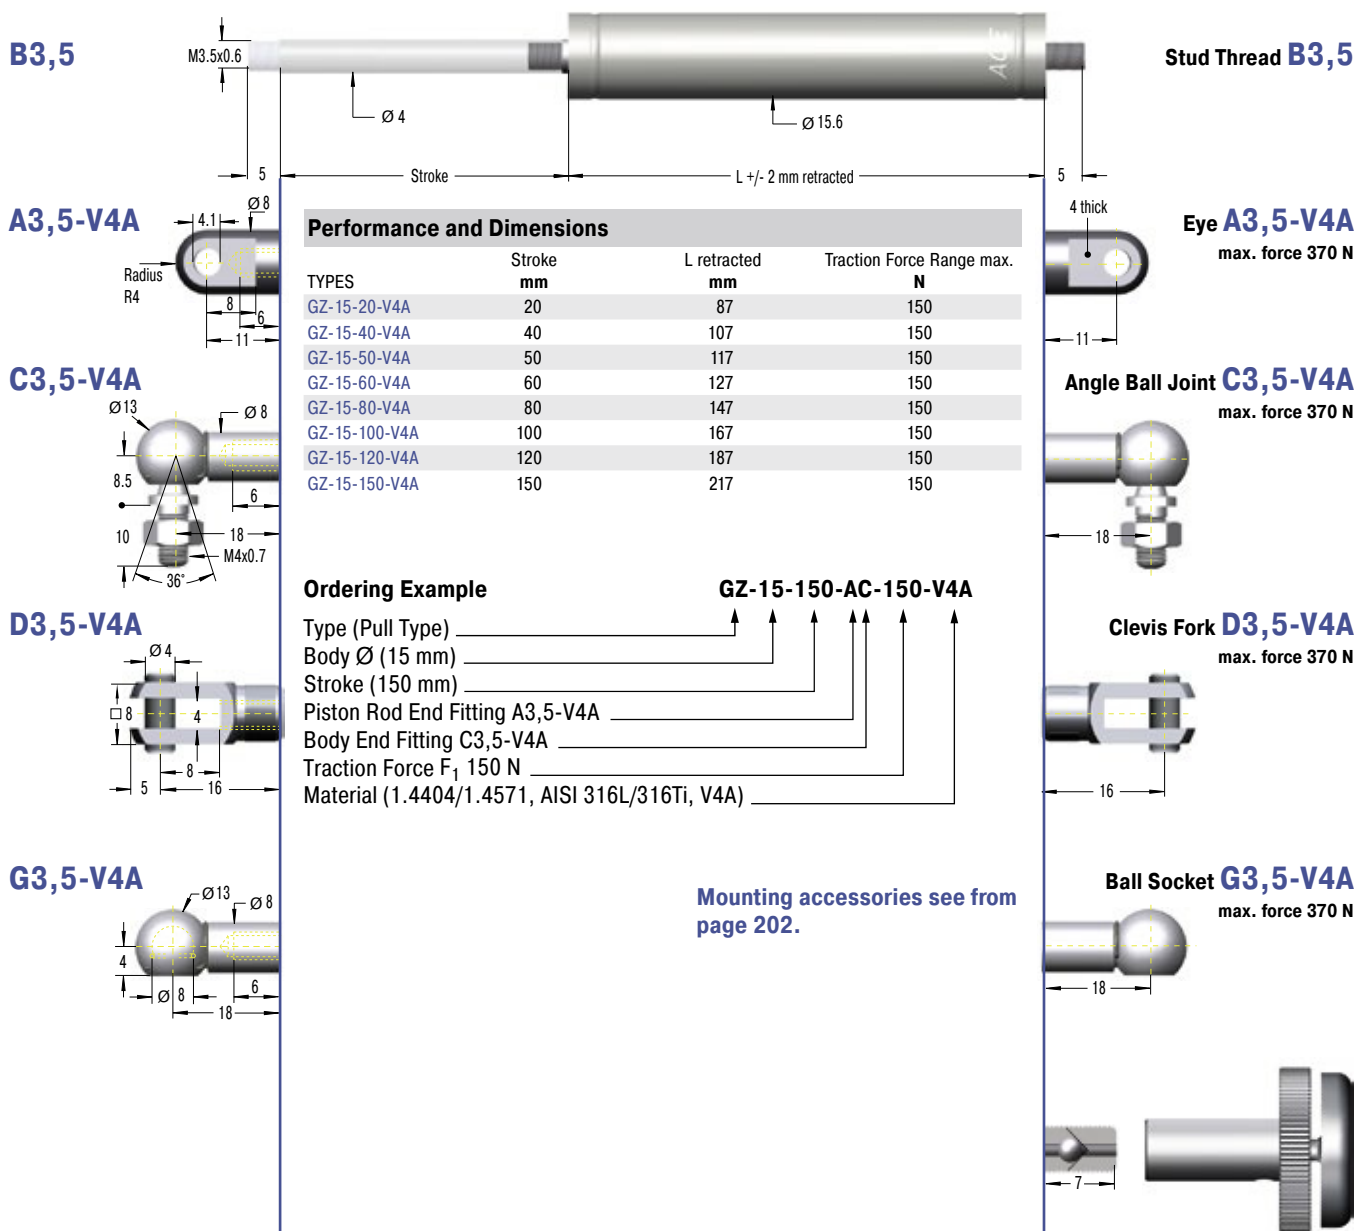 B3,5
M3.5x0.6
ACE
Stud Thread B3,5
Ø 4
Ø 15.6
5
Stroke
L +/- 2 mm retracted
5
A3,5-V4A
4.1
Ø 8
Radius
R4
8
6
11
4 thick
Eye A3,5-V4A
max. force 370 N
11
Performance and Dimensions
Stroke L retracted Traction Force Range max.
TYPES mm mm N
GZ-15-20-V4A 20 87 150
GZ-15-40-V4A 40 107 150
GZ-15-50-V4A 50 117 150
GZ-15-60-V4A 60 127 150
GZ-15-80-V4A 80 147 150
GZ-15-100-V4A 100 167 150
GZ-15-120-V4A 120 187 150
GZ-15-150-V4A 150 217 150
C3,5-V4A
Ø13
Ø 8
8.5
6
10
18
M4x0.7
36°
Angle Ball Joint C3,5-V4A
max. force 370 N
18
Ordering Example GZ-15-150-AC-150-V4A
Type (Pull Type)
Body Ø (15 mm)
Stroke (150 mm)
Piston Rod End Fitting A3,5-V4A
Body End Fitting C3,5-V4A
Traction Force F1 150 N
Material (1.4404/1.4571, AISI 316L/316Ti, V4A)
D3,5-V4A
Ø 4
□ 8
4
8
5
16
Clevis Fork D3,5-V4A
max. force 370 N
16
G3,5-V4A
Ø13
Ø 8
4
Ø 8
6
18
Mounting accessories see from
page 202.
Ball Socket G3,5-V4A
max. force 370 N
18
7